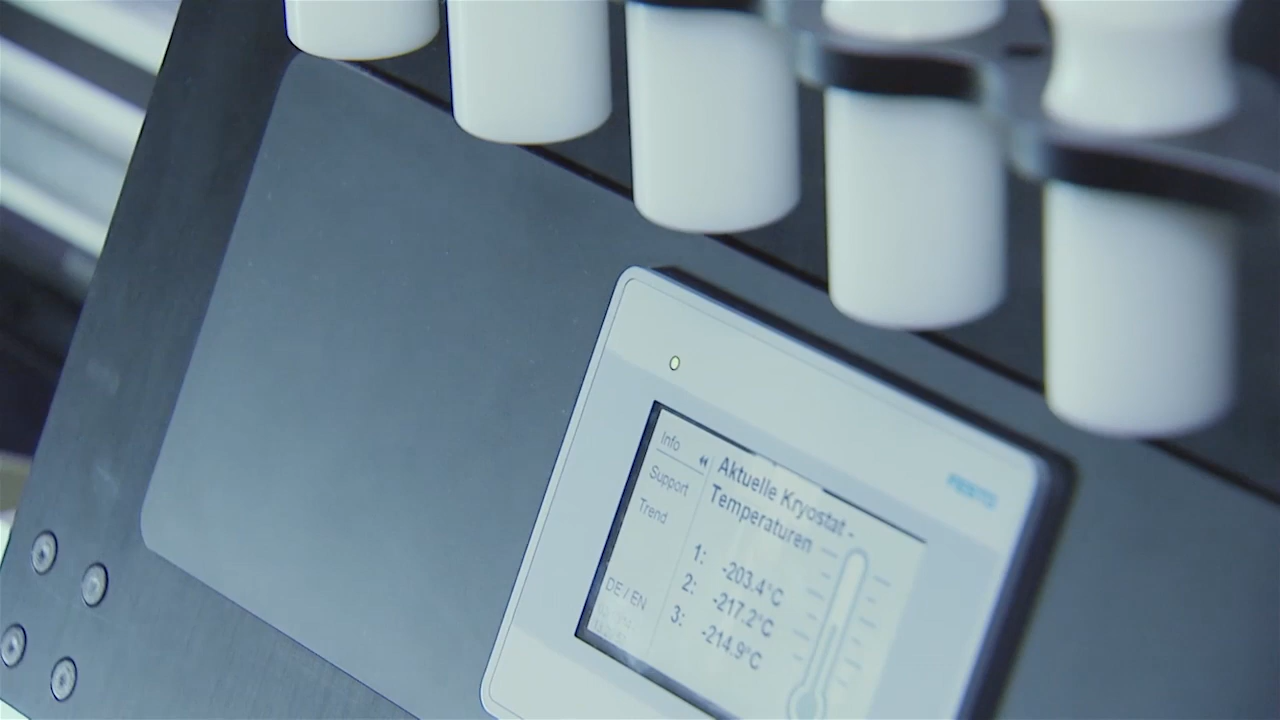 FESTO
Info
Support
Trend
DE / EN
Aktuelle Kryostat -
Temperaturen
1: -203.4°C
2: -217.2°C
3: -214.9°C